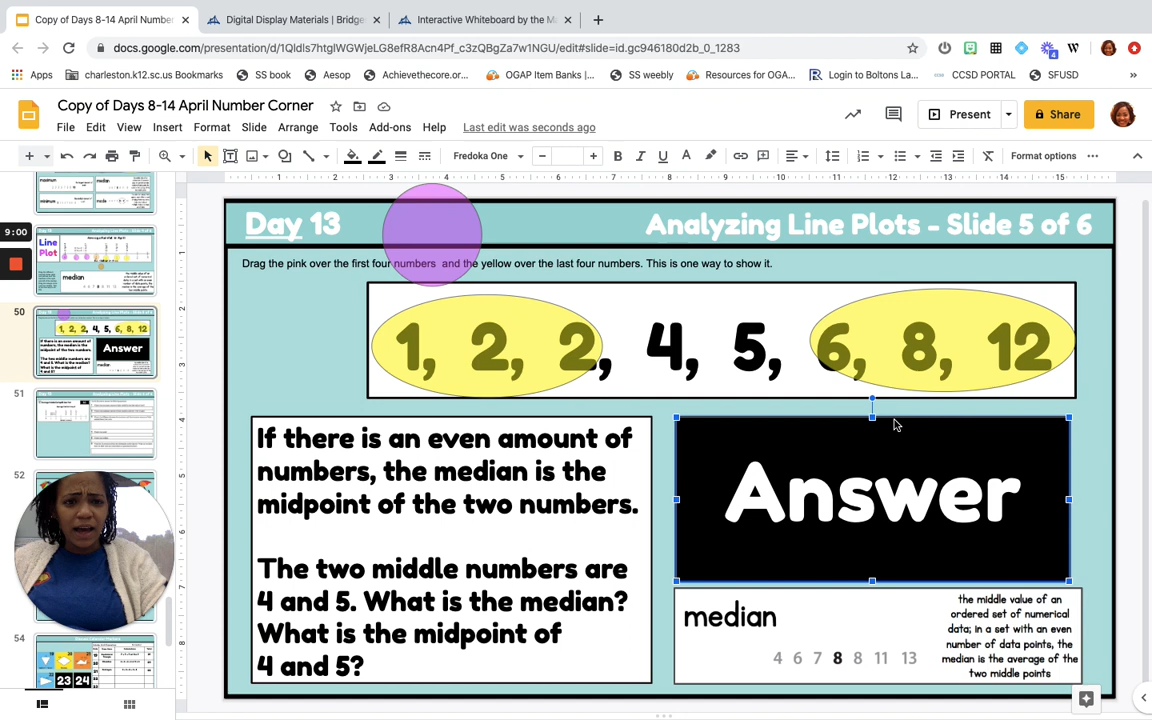 Copy of Days 8-14 April Number
Digital Display Materials | Bridge
Interactive Whiteboard by the M
docs.google.com/presentation/d/1Qldls7htglWGWjeLG8efR8Acn4Pf_c3zQBgZa7w1NGU/edit#slide=id.gc946180d2b_0_1283
Apps
charleston.k12.sc.us Bookmarks
SS book
Aesop
Achievethecore.or...
OGAP Item Banks |...
SS weekly
Resources for OGA...
Login to Boltons La...
CCSD PORTAL
SFUSD
Copy of Days 8-14 April Number Corner
File Edit View Insert Format Slide Arrange Tools Add-ons Help Last edit was seconds ago
Present
Share
Fredoka One
Format options
9:00
50
51
52
54
Day 13
Analyzing Line Plots - Slide 5 of 6
Drag the pink over the first four numbers and the yellow over the last four numbers. This is one way to show it.
1, 2, 2, 4, 5, 6, 8, 12
If there is an even amount of
numbers, the median is the
midpoint of the two numbers.
The two middle numbers are
4 and 5. What is the median?
What is the midpoint of
4 and 5?
Answer
median
4 6 7 8 8 11 13
the middle value of an
ordered set of numerical
data; in a set with an even
number of data points, the
median is the average of the
two middle points